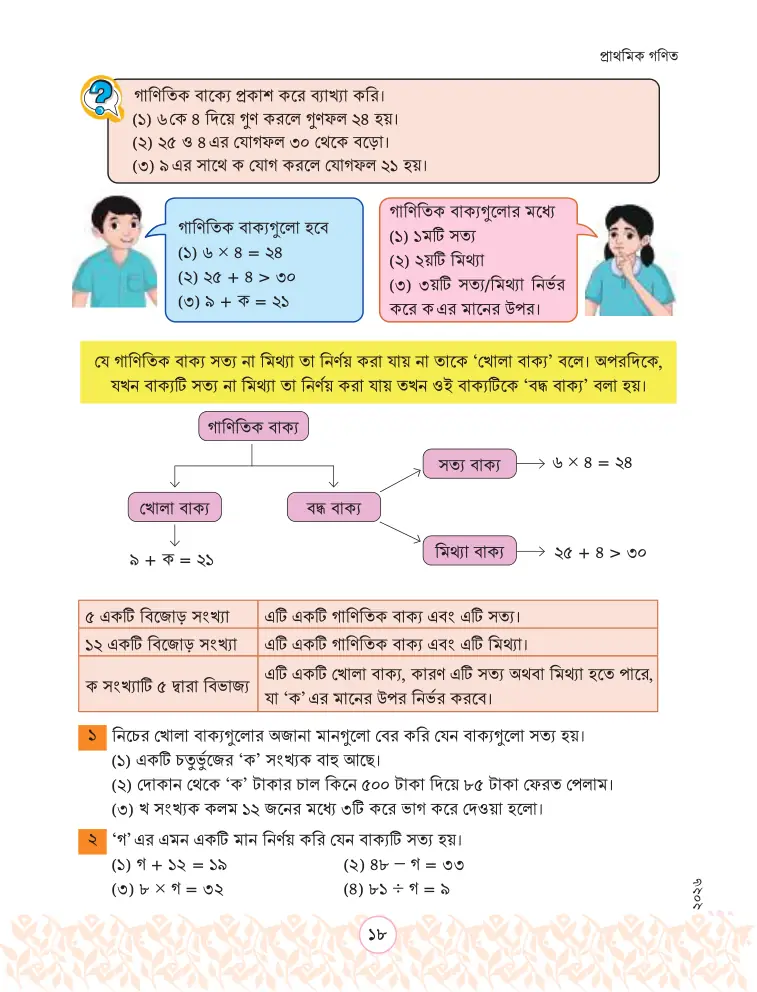 প্রাথমিক গণিত
গাণিতিক বাক্যে প্রকাশ করে ব্যাখ্যা করি।
(১) ৬কে ৪ দিয়ে গুণ করলে গুণফল ২৪ হয়।
(২) ২৫ ও ৪ এর যোগফল ৩০ থেকে বড়ো।
(৩) ৯ এর সাথে ক যোগ করলে যোগফল ২১ হয়।
গাণিতিক বাক্যগুলো হবে
(১) ৬ × ৪ = ২৪
(২) ২৫ + ৪ > ৩০
(৩) ৯ + ক = ২১
গাণিতিক বাক্যগুলোর মধ্যে
(১) ১মটি সত্য
(২) ২য়টি মিথ্যা
(৩) ৩য়টি সত্য/মিথ্যা নির্ভর
করে ক এর মানের উপর।
যে গাণিতিক বাক্য সত্য না মিথ্যা তা নির্ণয় করা যায় না তাকে ‘খোলা বাক্য’ বলে। অপরদিকে,
যখন বাক্যটি সত্য না মিথ্যা তা নির্ণয় করা যায় তখন ওই বাক্যটিকে ‘বদ্ধ বাক্য’ বলা হয়।
গাণিতিক বাক্য
সত্য বাক্য
৬ × ৪ = ২৪
খোলা বাক্য
বদ্ধ বাক্য
মিথ্যা বাক্য
২৫ + ৪ > ৩০
৯ + ক = ২১
৫ একটি বিজোড় সংখ্যা
এটি একটি গাণিতিক বাক্য এবং এটি সত্য।
১২ একটি বিজোড় সংখ্যা
এটি একটি গাণিতিক বাক্য এবং এটি মিথ্যা।
ক সংখ্যাটি ৫ দ্বারা বিভাজ্য
এটি একটি খোলা বাক্য, কারণ এটি সত্য অথবা মিথ্যা হতে পারে,
যা ‘ক’ এর মানের উপর নির্ভর করবে।
১ নিচের খোলা বাক্যগুলোর অজানা মানগুলো বের করি যেন বাক্যগুলো সত্য হয়।
(১) একটি চতুর্ভুজের ‘ক’ সংখ্যক বাহু আছে।
(২) দোকান থেকে ‘ক’ টাকার চাল কিনে ৫০০ টাকা দিয়ে ৮৫ টাকা ফেরত পেলাম।
(৩) খ সংখ্যক কলম ১২ জনের মধ্যে ৩টি করে ভাগ করে দেওয়া হলো।
২ ‘গ’ এর এমন একটি মান নির্ণয় করি যেন বাক্যটি সত্য হয়।
(১) গ + ১২ = ১৯ (২) ৪৮ − গ = ৩৩
(৩) ৮ × গ = ৩২ (৪) ৮১ ÷ গ = ৯
২০২৬
১৮